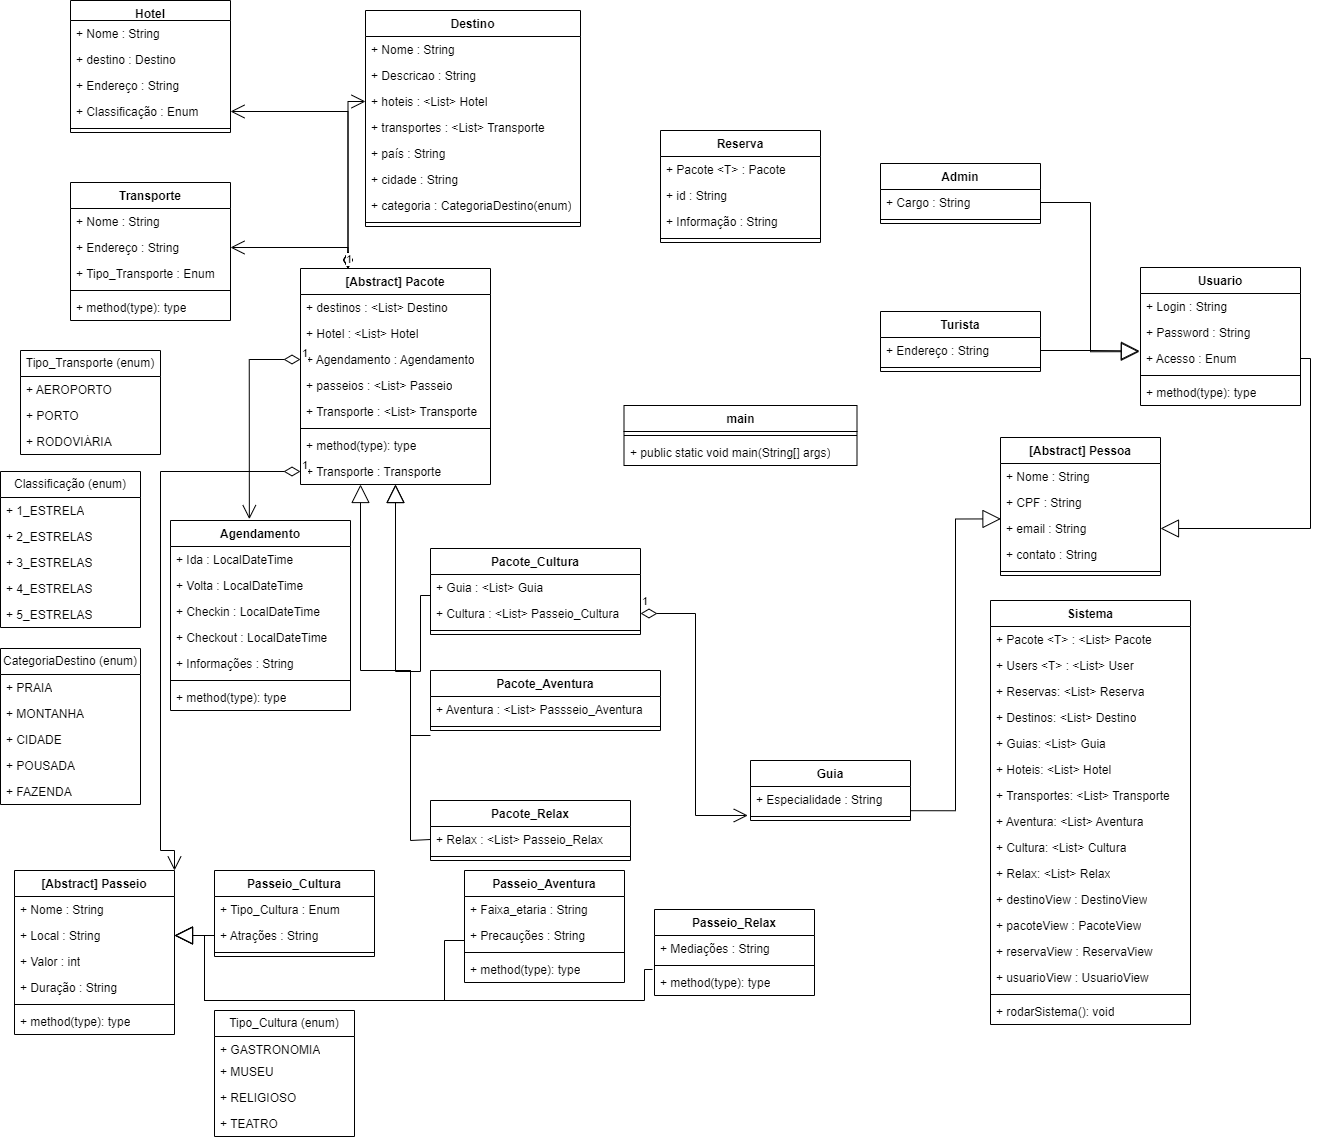 Hotel
+ Nome : String
+ destino : Destino
+ Endereço : String
+ Classificação : Enum
Destino
+ Nome : String
+ Descricao : String
+ hoteis : <List> Hotel
+ transportes : <List> Transporte
+ país : String
+ cidade : String
+ categoria : CategoriaDestino(enum)
Reserva
+ Pacote <T> : Pacote
+ id : String
+ Informação : String
Admin
+ Cargo : String
Transporte
+ Nome : String
+ Endereço : String
+ Tipo_Transporte : Enum
+ method(type): type
1
[Abstract] Pacote
+ destinos : <List> Destino
+ Hotel : <List> Hotel
1
+ Agendamento : Agendamento
+ passeios : <List> Passeio
+ Transporte : <List> Transporte
+ method(type): type
1
+ Transporte : Transporte
Usuario
+ Login : String
+ Password : String
+ Acesso : Enum
+ method(type): type
Turista
+ Endereço : String
Tipo_Transporte (enum)
+ AEROPORTO
+ PORTO
+ RODOVIÁRIA
main
+ public static void main(String[] args)
[Abstract] Pessoa
+ Nome : String
+ CPF : String
+ email : String
+ contato : String
Classificação (enum)
+ 1_ESTRELA
+ 2_ESTRELAS
+ 3_ESTRELAS
+ 4_ESTRELAS
+ 5_ESTRELAS
Agendamento
+ Ida : LocalDateTime
+ Volta : LocalDateTime
+ Checkin : LocalDateTime
+ Checkout : LocalDateTime
+ Informações : String
+ method(type): type
Pacote_Cultura
+ Guia : <List> Guia
+ Cultura : <List> Passeio_Cultura
1
Sistema
+ Pacote <T> : <List> Pacote
+ Users <T> : <List> User
+ Reservas: <List> Reserva
+ Destinos: <List> Destino
+ Guias: <List> Guia
+ Hoteis: <List> Hotel
+ Transportes: <List> Transporte
+ Aventura: <List> Aventura
+ Cultura: <List> Cultura
+ Relax: <List> Relax
+ destinoView : DestinoView
+ pacoteView : PacoteView
+ reservaView : ReservaView
+ usuarioView : UsuarioView
+ rodarSistema(): void
CategoriaDestino (enum)
+ PRAIA
+ MONTANHA
+ CIDADE
+ POUSADA
+ FAZENDA
Pacote_Aventura
+ Aventura : <List> Passseio_Aventura
Guia
+ Especialidade : String
Pacote_Relax
+ Relax : <List> Passeio_Relax
[Abstract] Passeio
+ Nome : String
+ Local : String
+ Valor : int
+ Duração : String
+ method(type): type
Passeio_Cultura
+ Tipo_Cultura : Enum
+ Atrações : String
Passeio_Aventura
+ Faixa_etaria : String
+ Precauções : String
+ method(type): type
Passeio_Relax
+ Mediações : String
+ method(type): type
Tipo_Cultura (enum)
+ GASTRONOMIA
+ MUSEU
+ RELIGIOSO
+ TEATRO